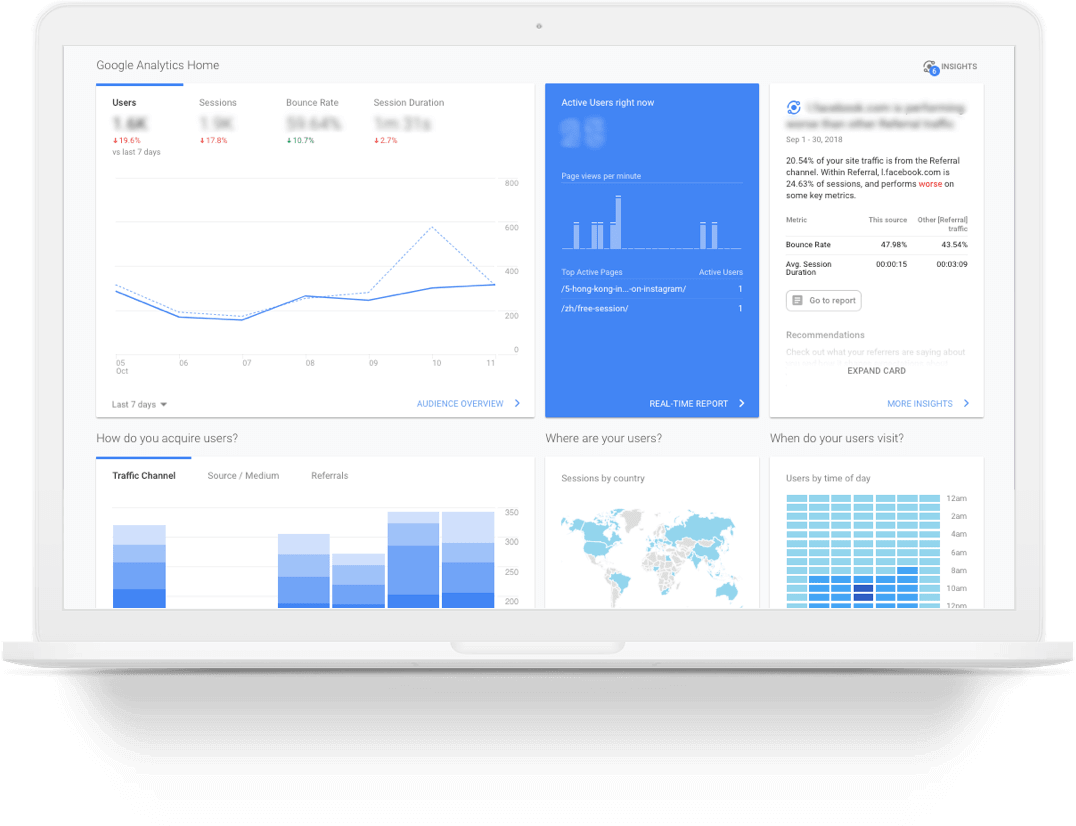 Google Analytics Home
6 INSIGHTS
Users Sessions Bounce Rate Session Duration
19.6% 17.8% 10.7% 2.7%
vs last 7 days
800
600
400
200
0
05 06 07 08 09 10 11
Oct
Last 7 days
AUDIENCE OVERVIEW
Active Users right now
Page views per minute
Top Active Pages Active Users
/5-hong-kong-in...-on-instagram/ 1
/zh/free-session/ 1
REAL-TIME REPORT
Sep 1 - 30, 2018
20.54% of your site traffic is from the Referral
channel. Within Referral, l.facebook.com is
24.63% of sessions, and performs worse on
some key metrics.
Metric This source Other [Referral]
traffic
Bounce Rate 47.98% 43.54%
Avg. Session 00:00:15 00:03:09
Duration
Go to report
Recommendations
Check out what your referrers are saying about
EXPAND CARD
MORE INSIGHTS
How do you acquire users?
Traffic Channel Source / Medium Referrals
350
300
250
200
Where are your users?
Sessions by country
When do your users visit?
Users by time of day
12am
2am
4am
6am
8am
10am
12pm